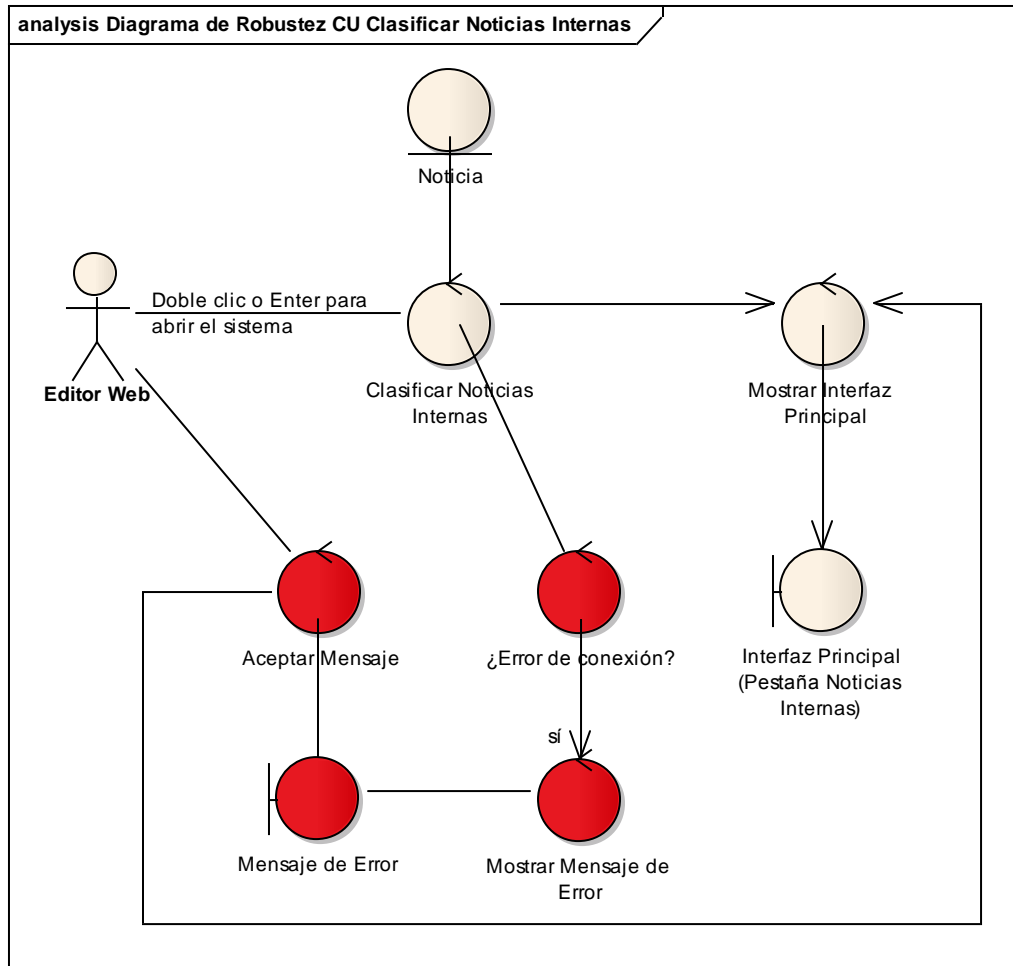 analysis Diagrama de Robustez CU Clasificar Noticias Internas
Noticia
Doble clic o Enter para
abrir el sistema
Editor Web
Clasificar Noticias
Internas
Mostrar Interfaz
Principal
Aceptar Mensaje
¿Error de conexión?
Interfaz Principal
(Pestaña Noticias
Internas)
sí
Mensaje de Error
Mostrar Mensaje de
Error